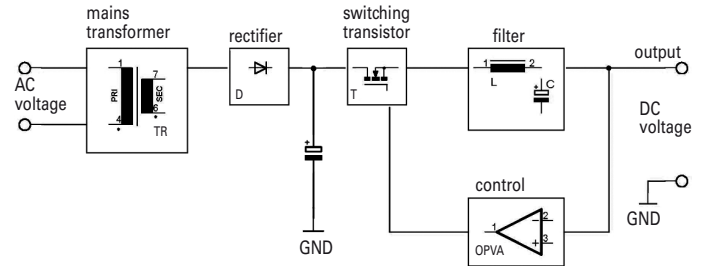 mains
transformer
rectifier
switching
transistor
filter
output
AC
voltage
1
7
PRI
SEC
4
6
TR
D
T
1
2
L
C
+
DC
voltage
+
GND
control
1
2
3
-
+
OPVA
GND